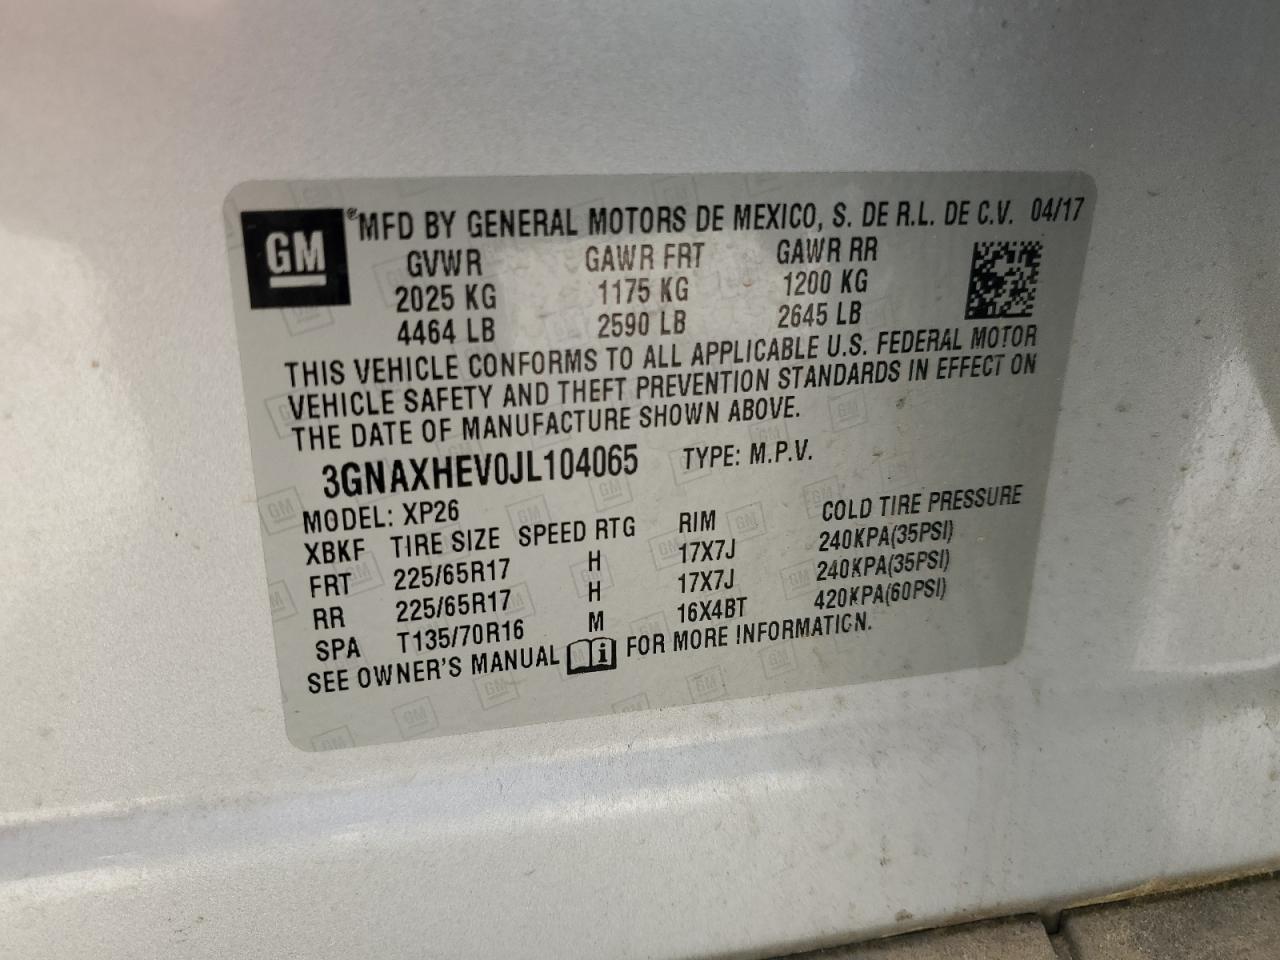 GM
®MFD BY GENERAL MOTORS DE MEXICO, S. DE R.L. DE C.V. 04/17
GVWR GAWR FRT GAWR RR
2025 KG 1175 KG 1200 KG
4464 LB 2590 LB 2645 LB
THIS VEHICLE CONFORMS TO ALL APPLICABLE U.S. FEDERAL MOTOR
VEHICLE SAFETY AND THEFT PREVENTION STANDARDS IN EFFECT ON
THE DATE OF MANUFACTURE SHOWN ABOVE.
3GNAXHEV0JL104065 TYPE: M.P.V.
MODEL: XP26
XBKF TIRE SIZE SPEED RTG RIM COLD TIRE PRESSURE
FRT 225/65R17 H 17X7J 240KPA(35PSI)
RR 225/65R17 H 17X7J 240KPA(35PSI)
SPA T135/70R16 M 16X4BT 420KPA(60PSI)
SEE OWNER'S MANUAL i FOR MORE INFORMATION.